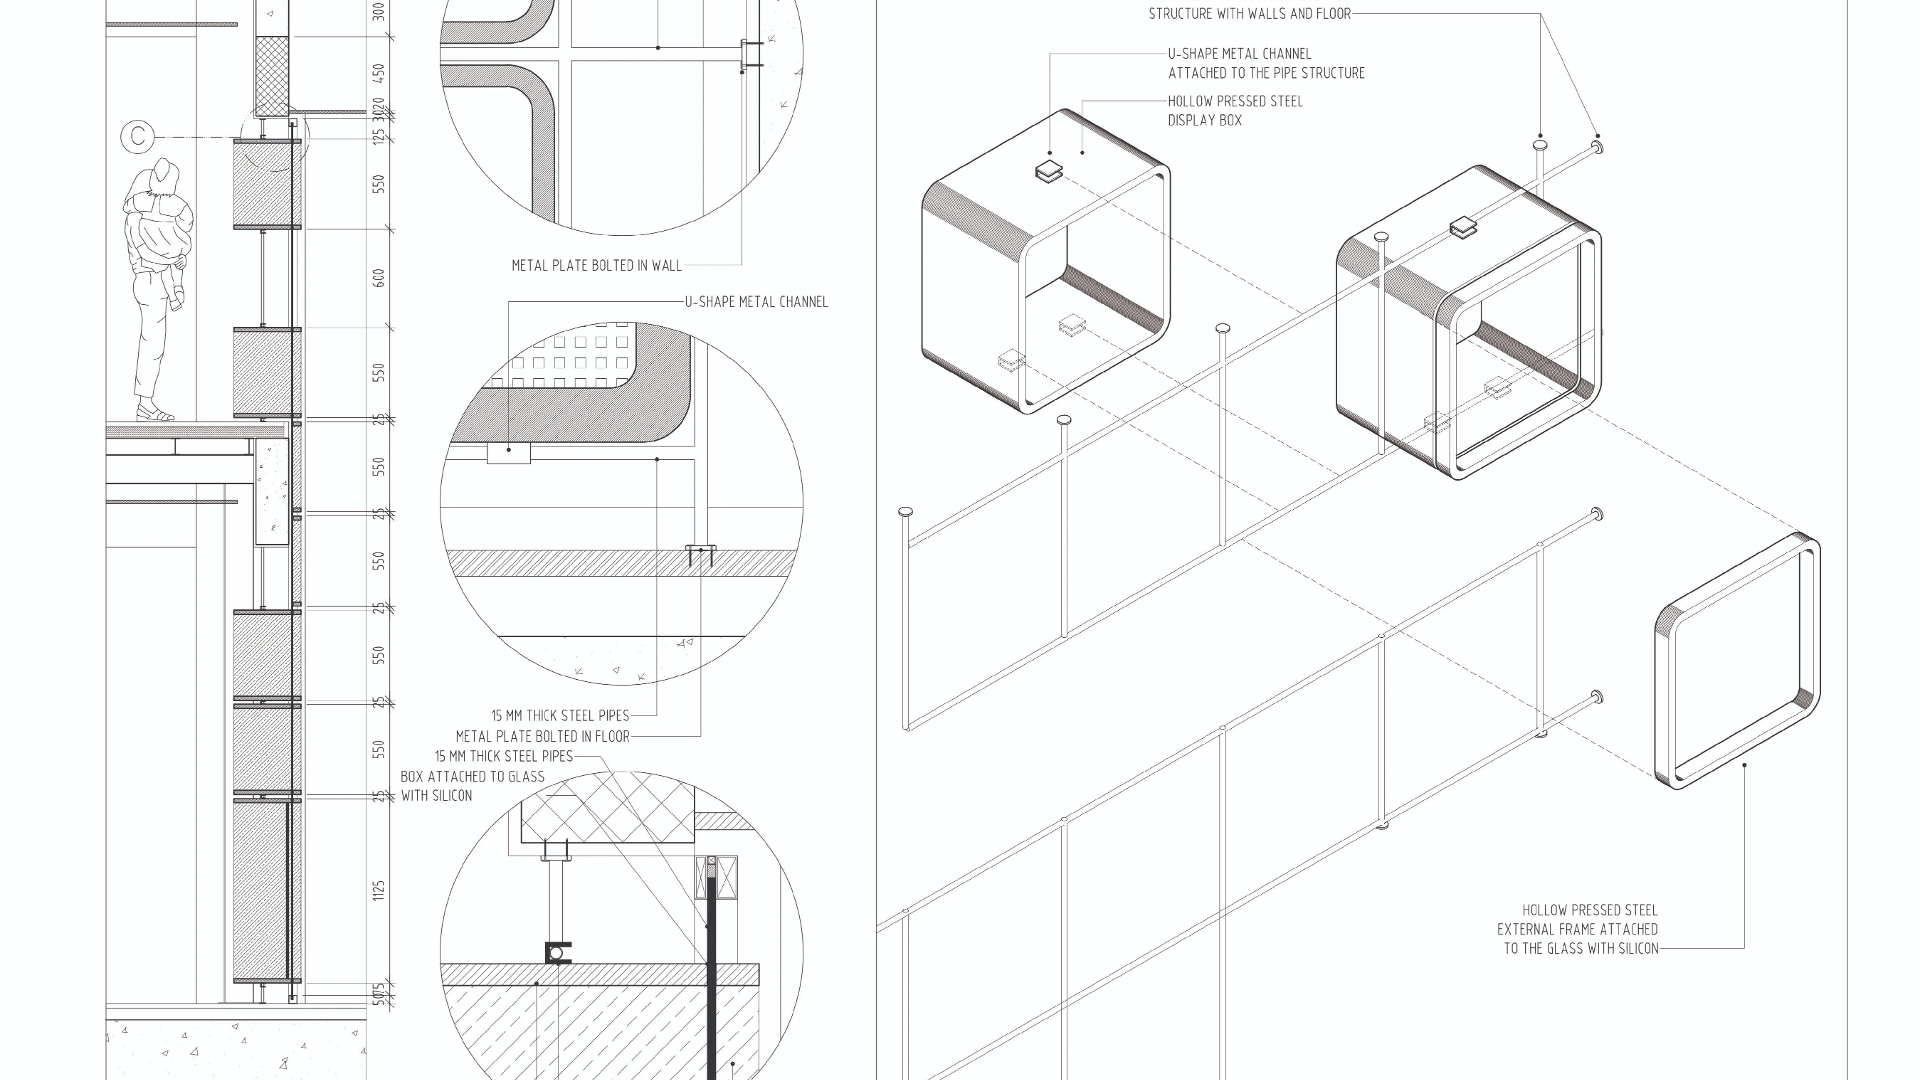 300
450
20
125
550
600
550
25
550
25
550
25
550
25
550
25
1125
C
METAL PLATE BOLTED IN WALL
U-SHAPE METAL CHANNEL
15 MM THICK STEEL PIPES
METAL PLATE BOLTED IN FLOOR
15 MM THICK STEEL PIPES
BOX ATTACHED TO GLASS
WITH SILICON
STRUCTURE WITH WALLS AND FLOOR
U-SHAPE METAL CHANNEL
ATTACHED TO THE PIPE STRUCTURE
HOLLOW PRESSED STEEL
DISPLAY BOX
HOLLOW PRESSED STEEL
EXTERNAL FRAME ATTACHED
TO THE GLASS WITH SILICON